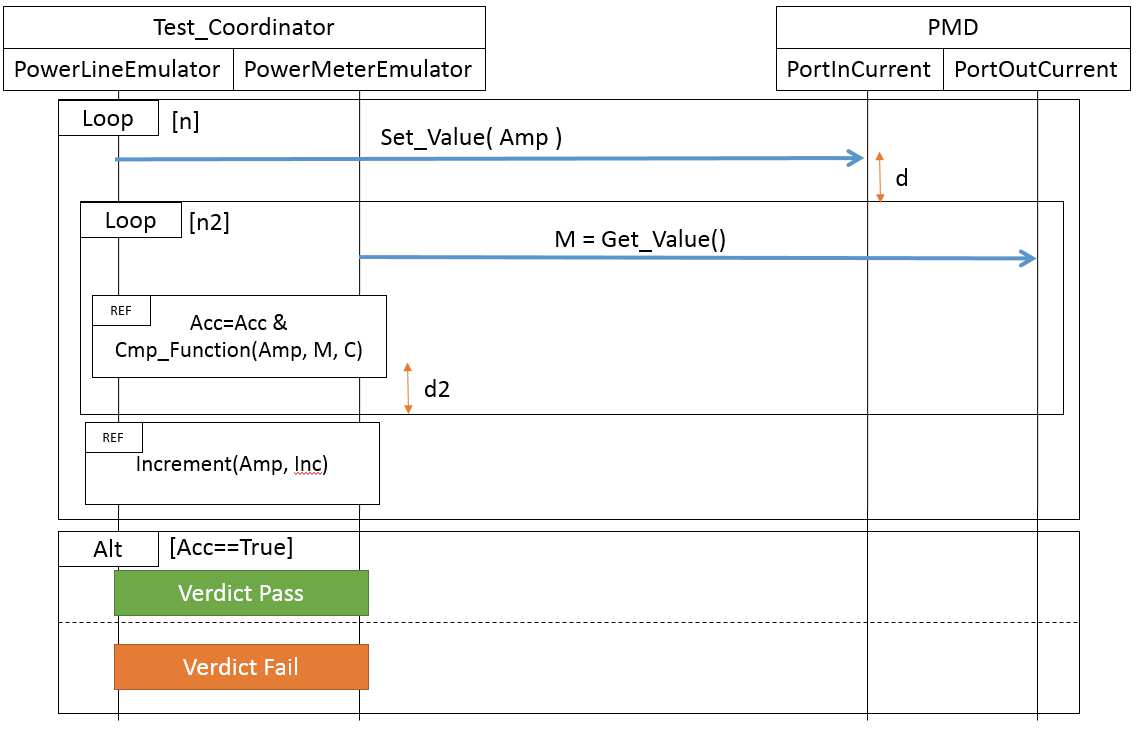 Test_Coordinator
PMD
PowerLineEmulator
PowerMeterEmulator
PortInCurrent
PortOutCurrent
Loop
[n]
Set_Value( Amp )
d
Loop
[n2]
M = Get_Value()
REF
Acc=Acc &
Cmp_Function(Amp, M, C)
d2
REF
Increment(Amp, Inc)
Alt
[Acc==True]
Verdict Pass
Verdict Fail